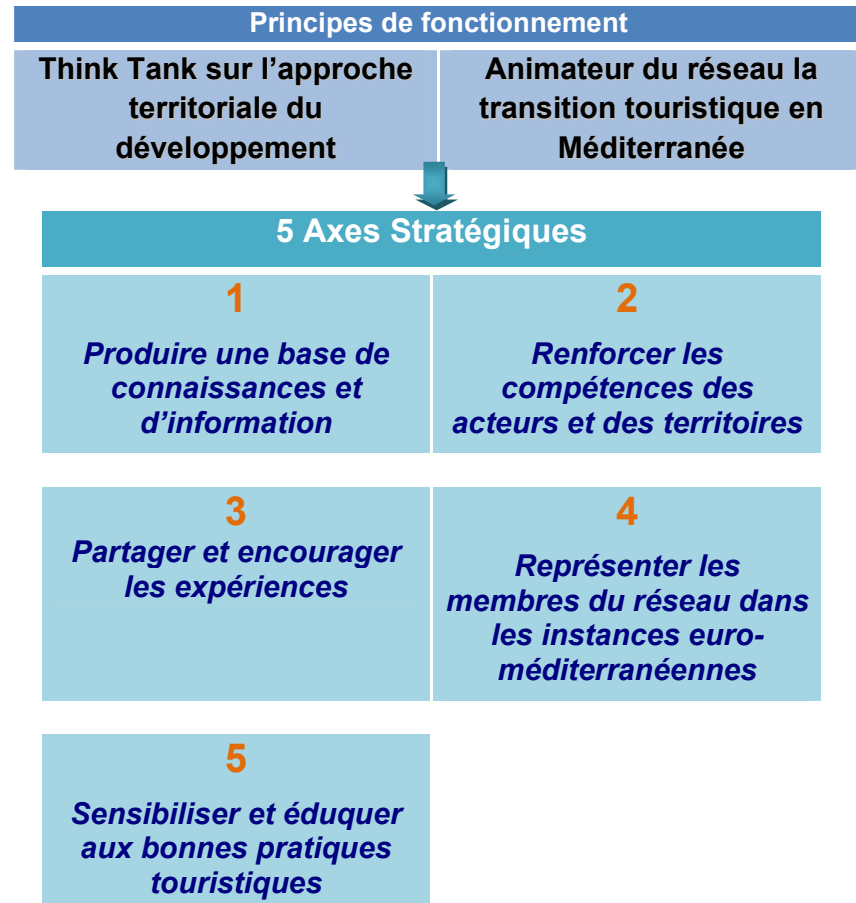 Principes de fonctionnement
Think Tank sur l’approche
territoriale du
développement
Animateur du réseau la
transition touristique en
Méditerranée
5 Axes Stratégiques
1
Produire une base de
connaissances et
d’information
2
Renforcer les
compétences des
acteurs et des territoires
3
Partager et encourager
les expériences
4
Représenter les
membres du réseau dans
les instances euro-
méditerranéennes
5
Sensibiliser et éduquer
aux bonnes pratiques
touristiques